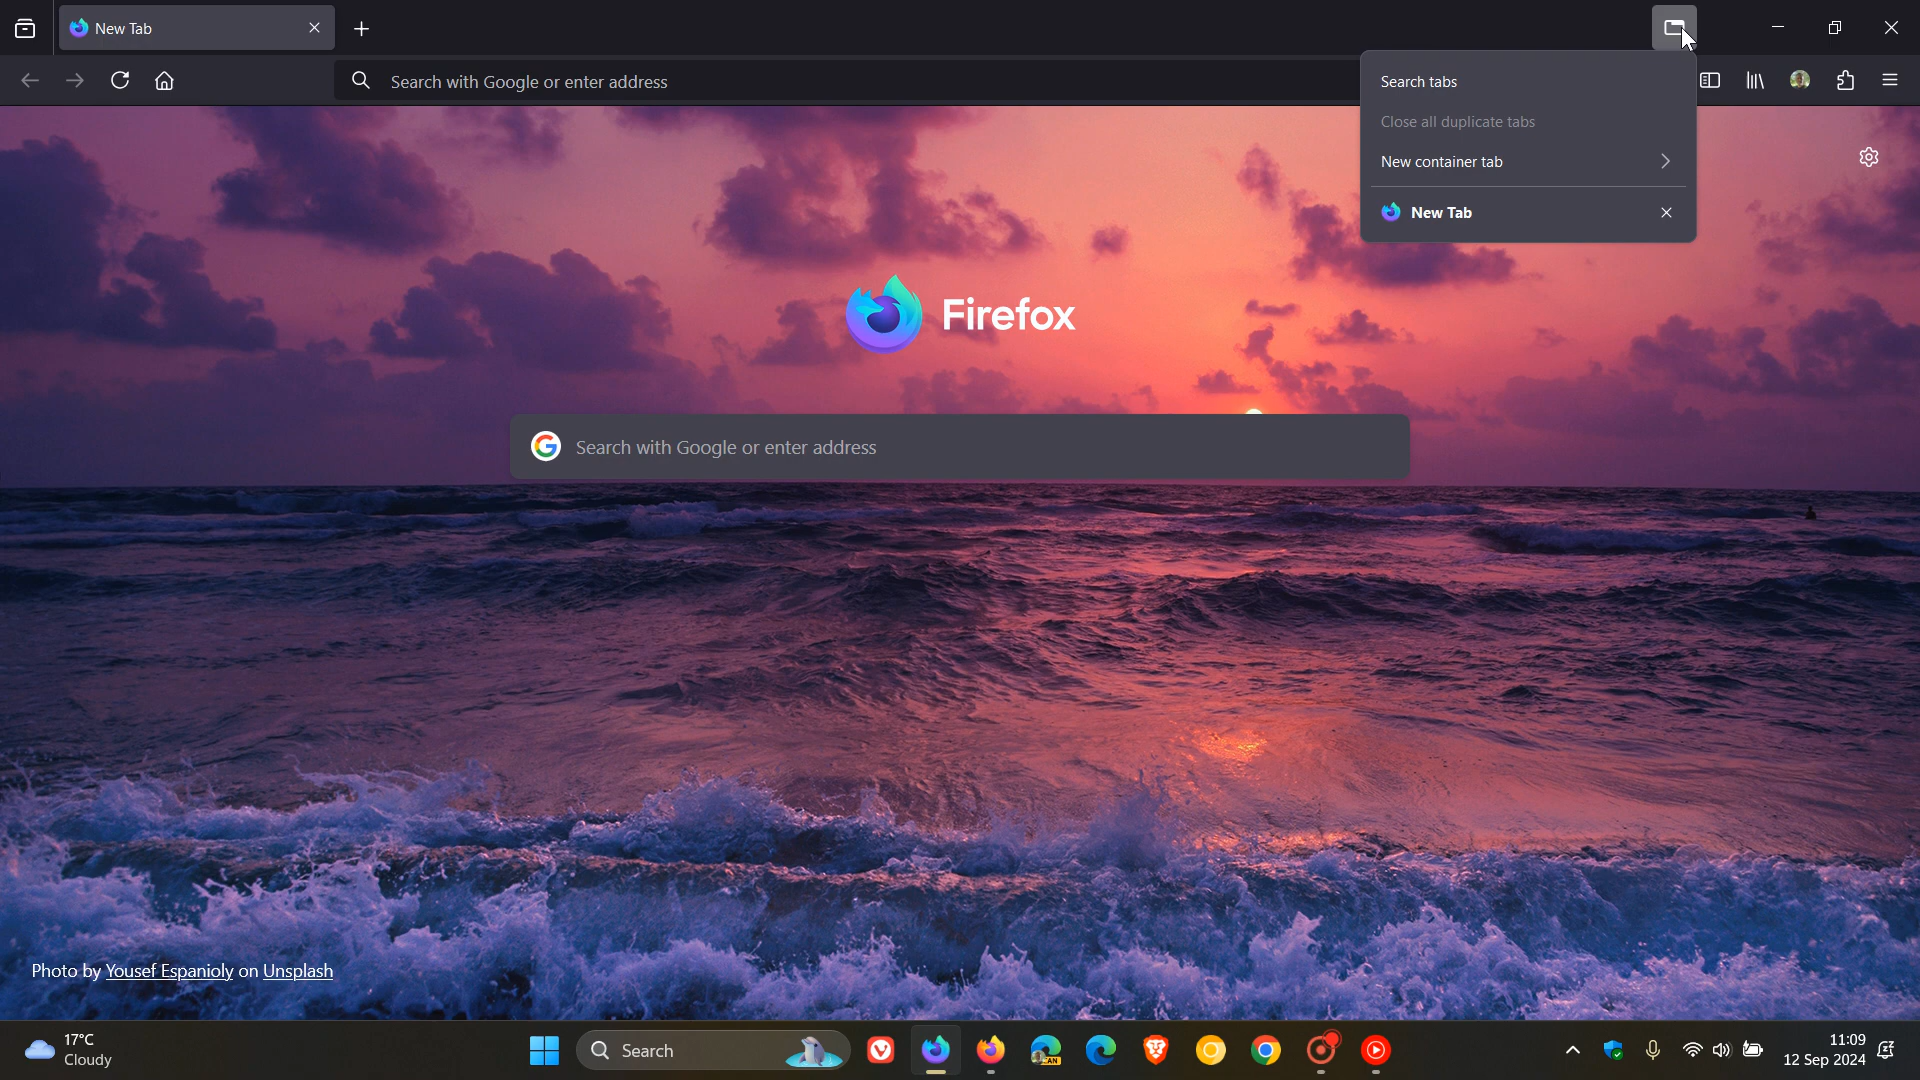 New Tab
Search with Google or enter address
Search tabs
Close all duplicate tabs
New container tab
New Tab
Firefox
Search with Google or enter address
Photo by Yousef Espanioly on Unsplash
17°C
Cloudy
Search
CAN
11:09
12 Sep 2024